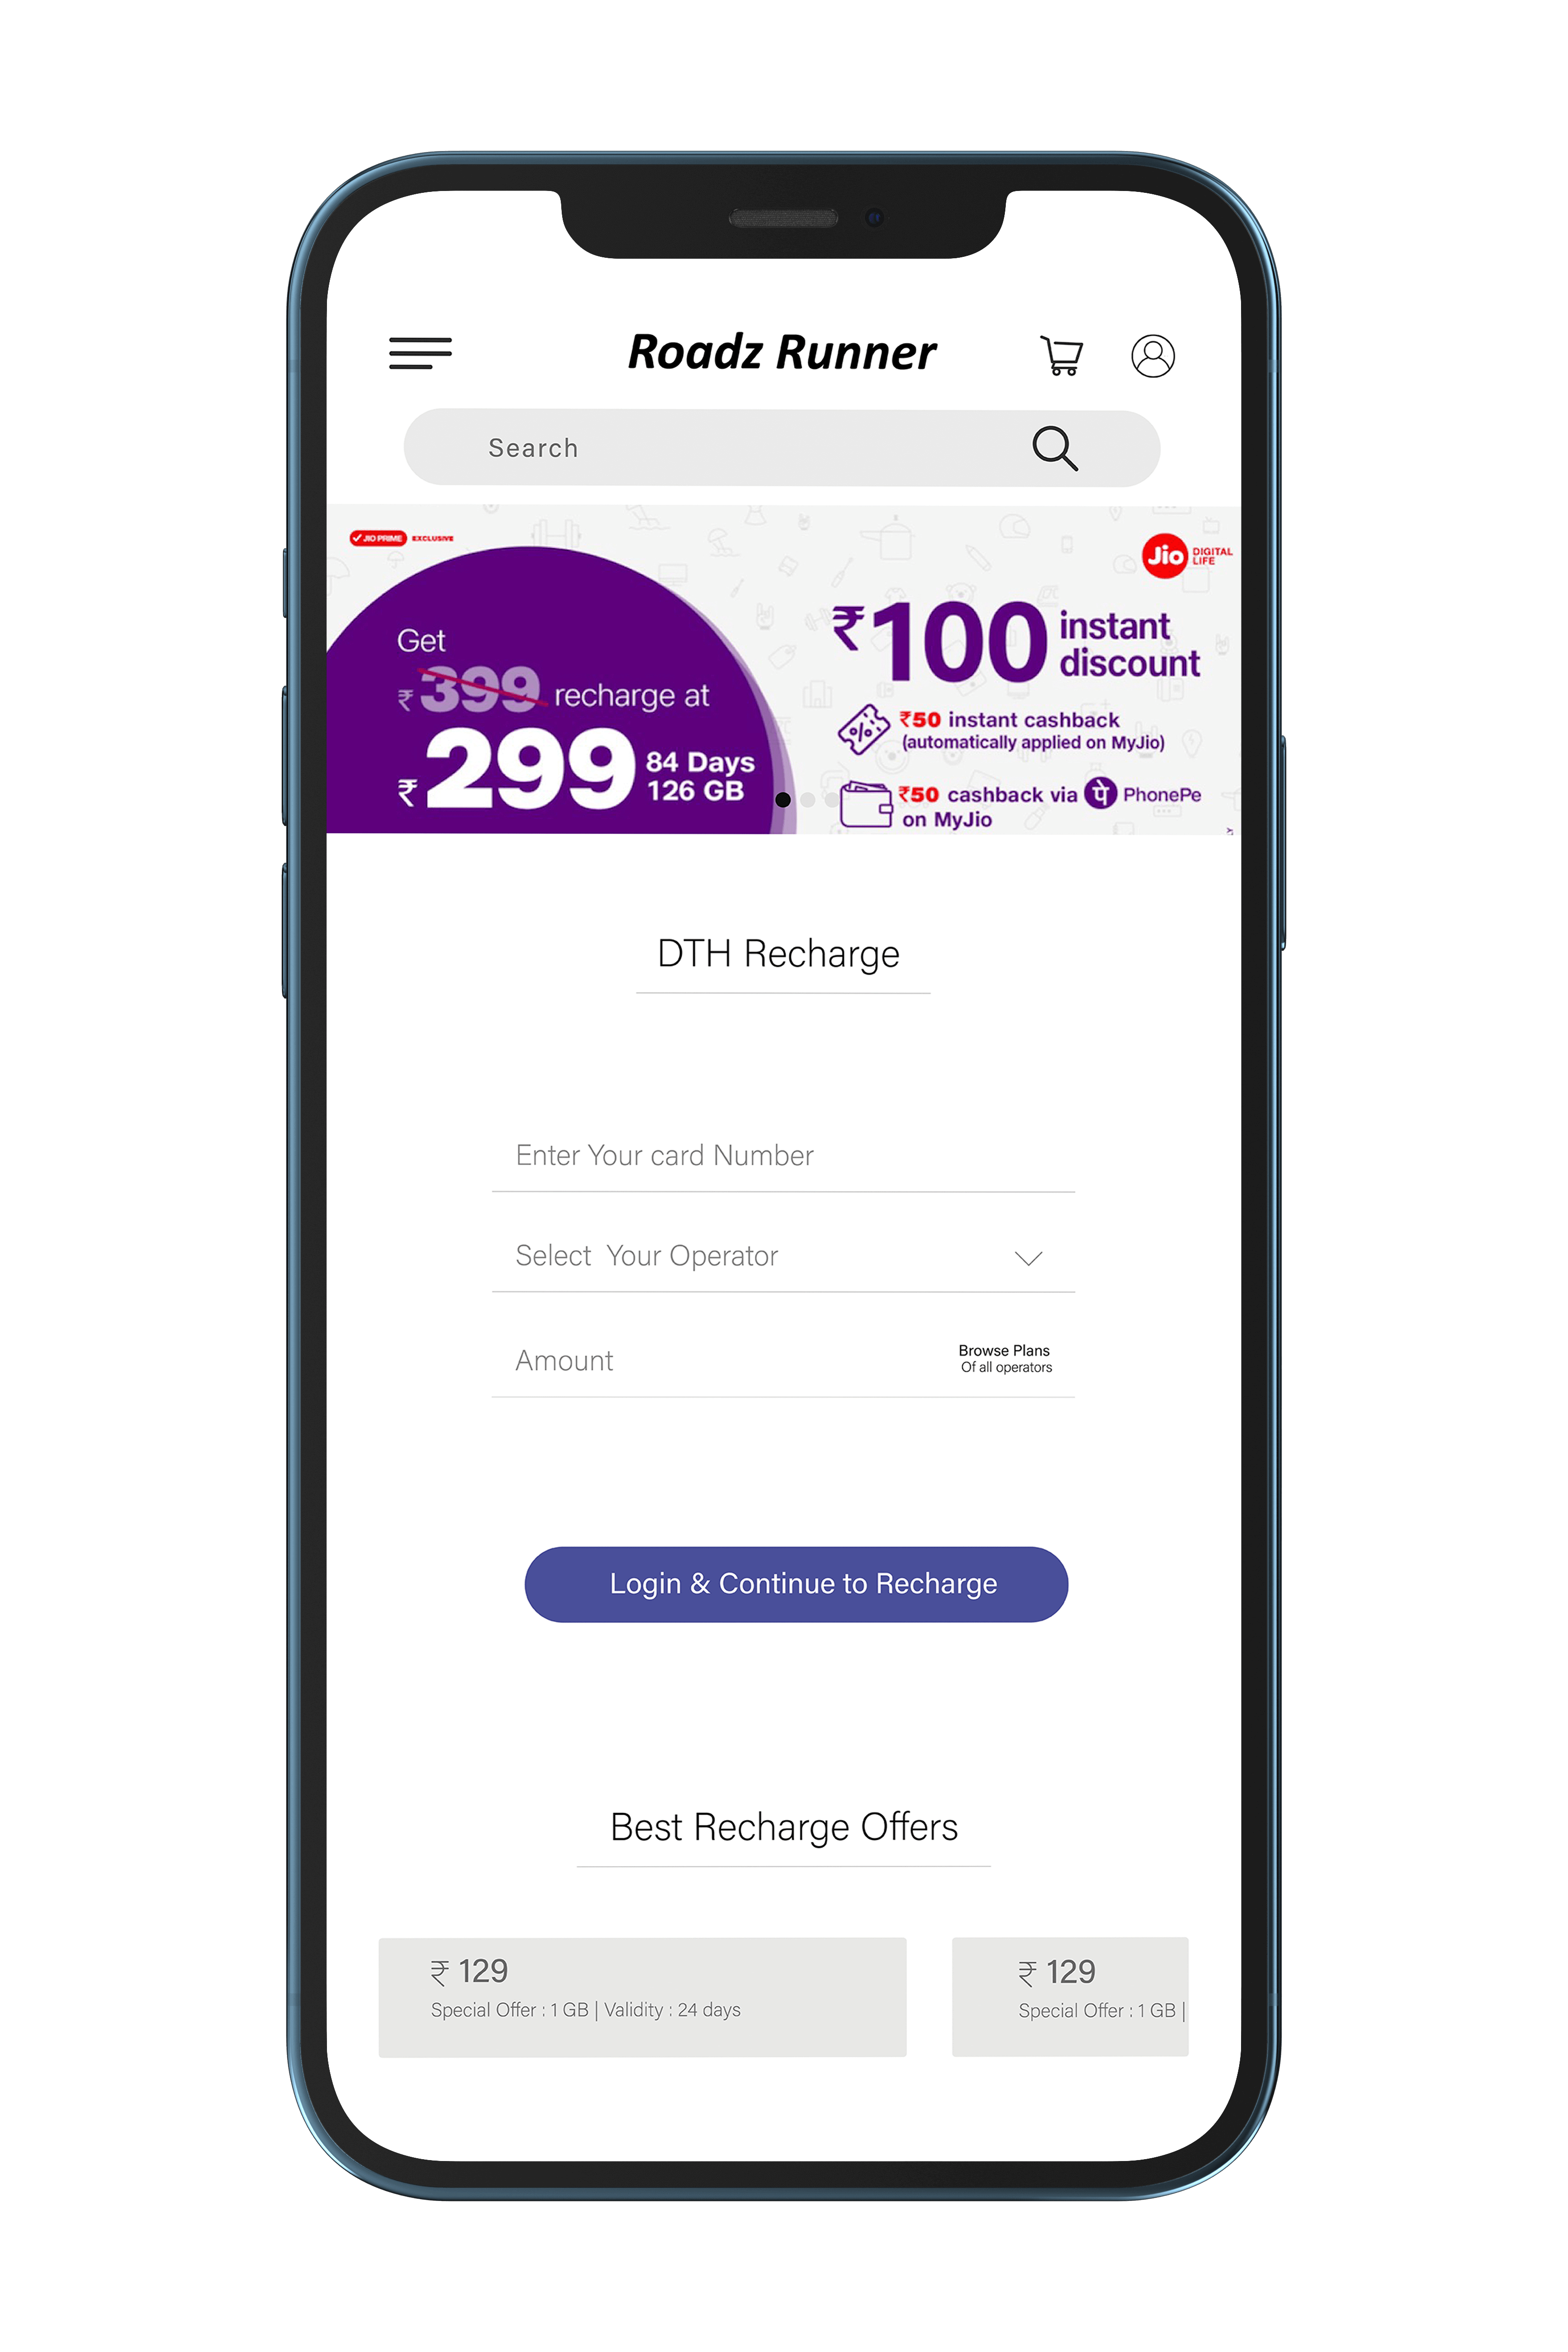 Roadz Runner
Search
JIO PRIME EXCLUSIVE
Jio DIGITAL
LIFE
Get
₹ 399 recharge at
₹ 299 84 Days
126 GB
₹100 instant
discount
%
₹50 instant cashback
(automatically applied on MyJio)
₹50 cashback via पे PhonePe
on MyJio
DTH Recharge
Enter Your card Number
Select Your Operator
Amount
Browse Plans
Of all operators
Login & Continue to Recharge
Best Recharge Offers
₹ 129
Special Offer : 1 GB | Validity : 24 days
₹ 129
Special Offer : 1 GB |